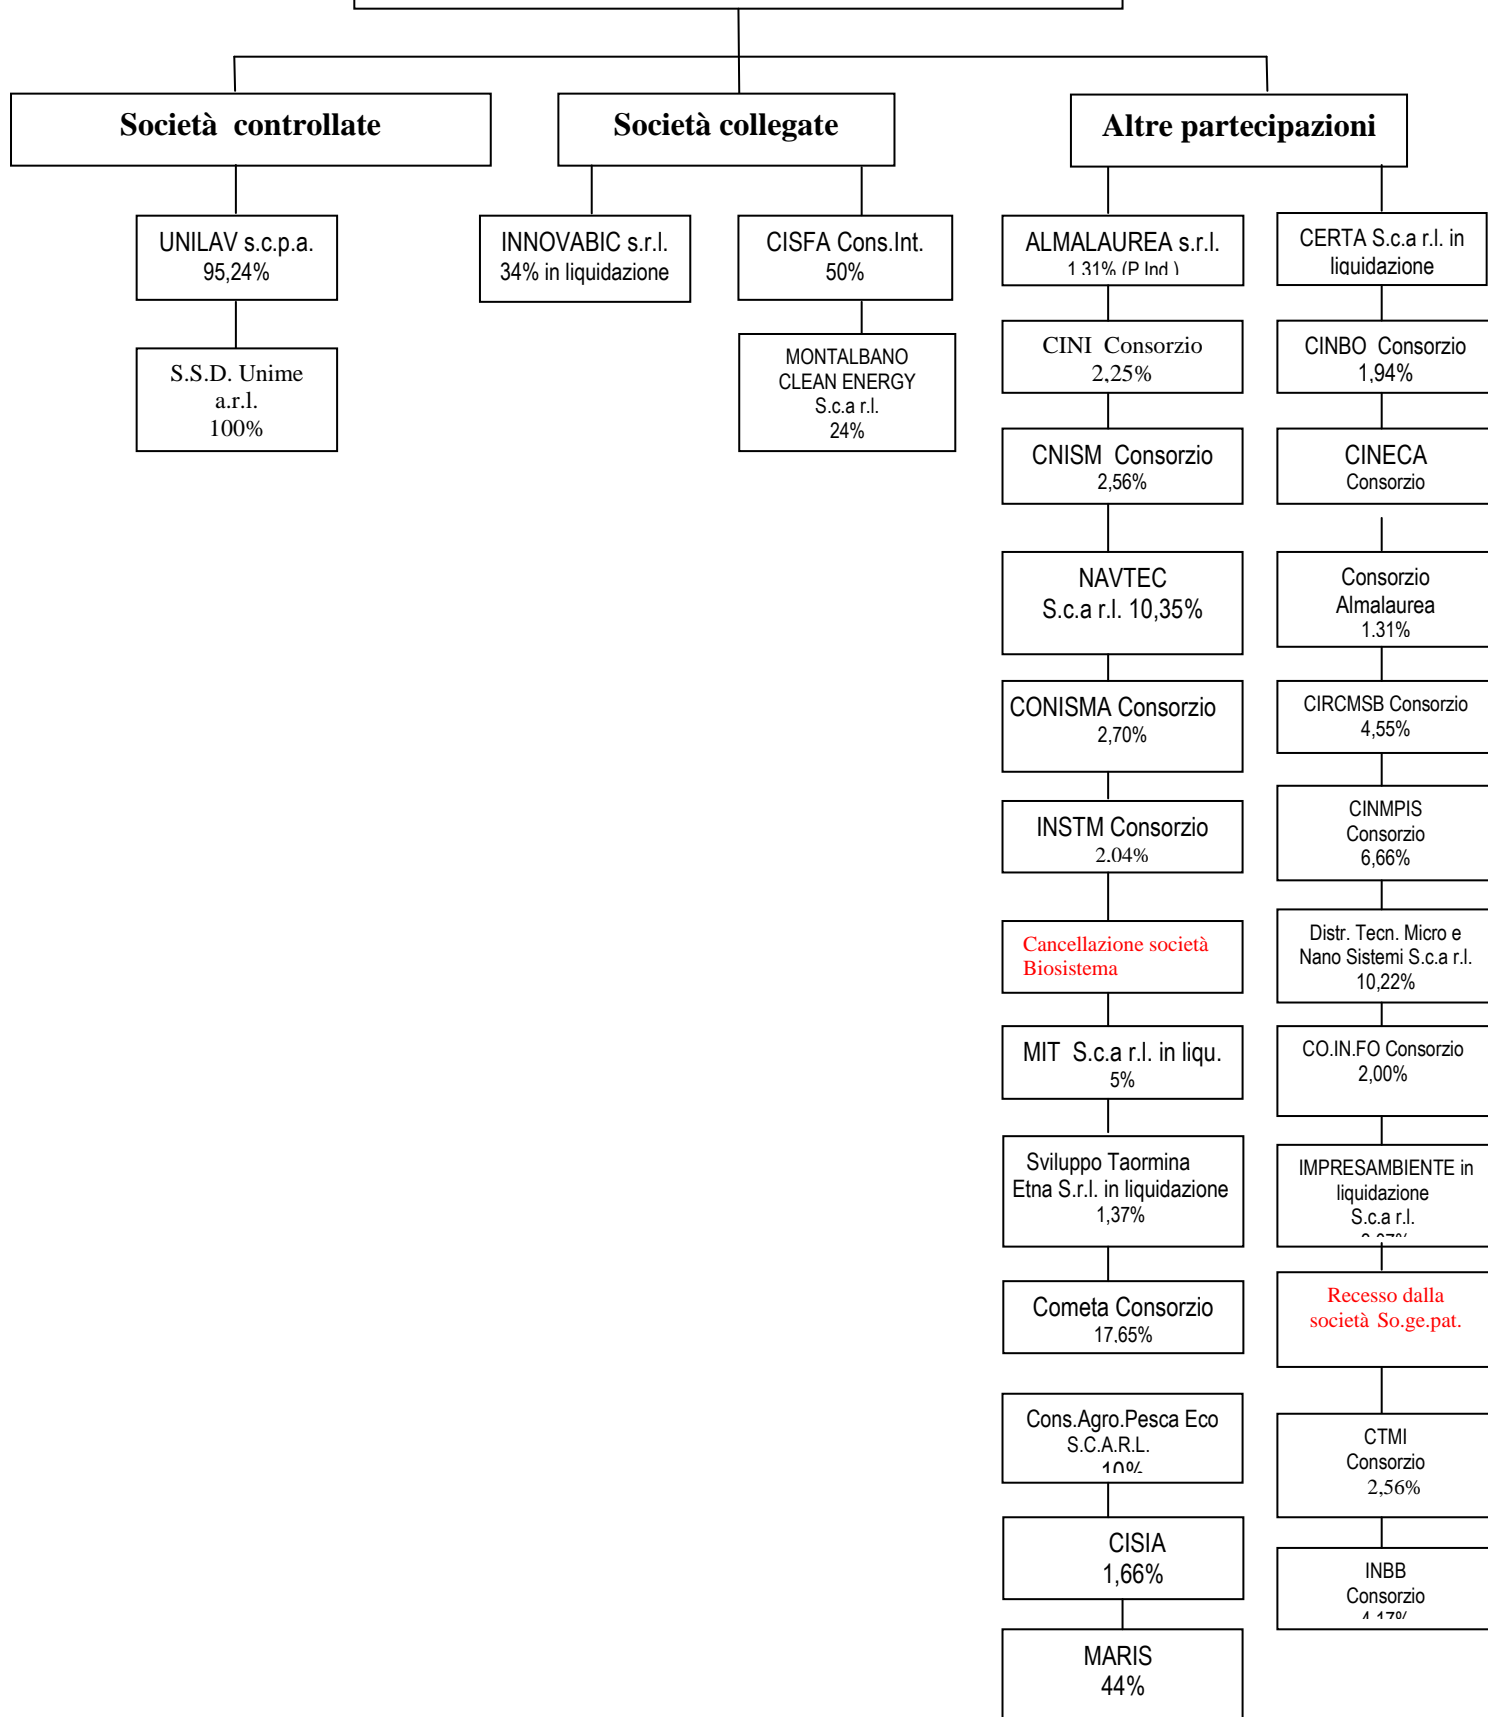 Società controllate
Società collegate
Altre partecipazioni
UNILAV s.c.p.a.
95,24%
S.S.D. Unime
a.r.l.
100%
INNOVABIC s.r.l.
34% in liquidazione
CISFA Cons.Int.
50%
MONTALBANO
CLEAN ENERGY
S.c.a r.l.
24%
ALMALAUREA s.r.l.
1.31% (P.Ind.)
CINI Consorzio
2,25%
CNISM Consorzio
2,56%
NAVTEC
S.c.a r.l. 10,35%
CONISMA Consorzio
2,70%
INSTM Consorzio
2.04%
Cancellazione società
Biosistema
MIT S.c.a r.l. in liqu.
5%
Sviluppo Taormina
Etna S.r.l. in liquidazione
1,37%
Cometa Consorzio
17,65%
Cons.Agro.Pesca Eco
S.C.A.R.L.
10%
CISIA
1,66%
MARIS
44%
CERTA S.c.a r.l. in
liquidazione
CINBO Consorzio
1,94%
CINECA
Consorzio
Consorzio
Almalaurea
1.31%
CIRCMSB Consorzio
4,55%
CINMPIS
Consorzio
6,66%
Distr. Tecn. Micro e
Nano Sistemi S.c.a r.l.
10,22%
CO.IN.FO Consorzio
2,00%
IMPRESAMBIENTE in
liquidazione
S.c.a r.l.
Recesso dalla
società So.ge.pat.
CTMI
Consorzio
2,56%
INBB
Consorzio
4,17%